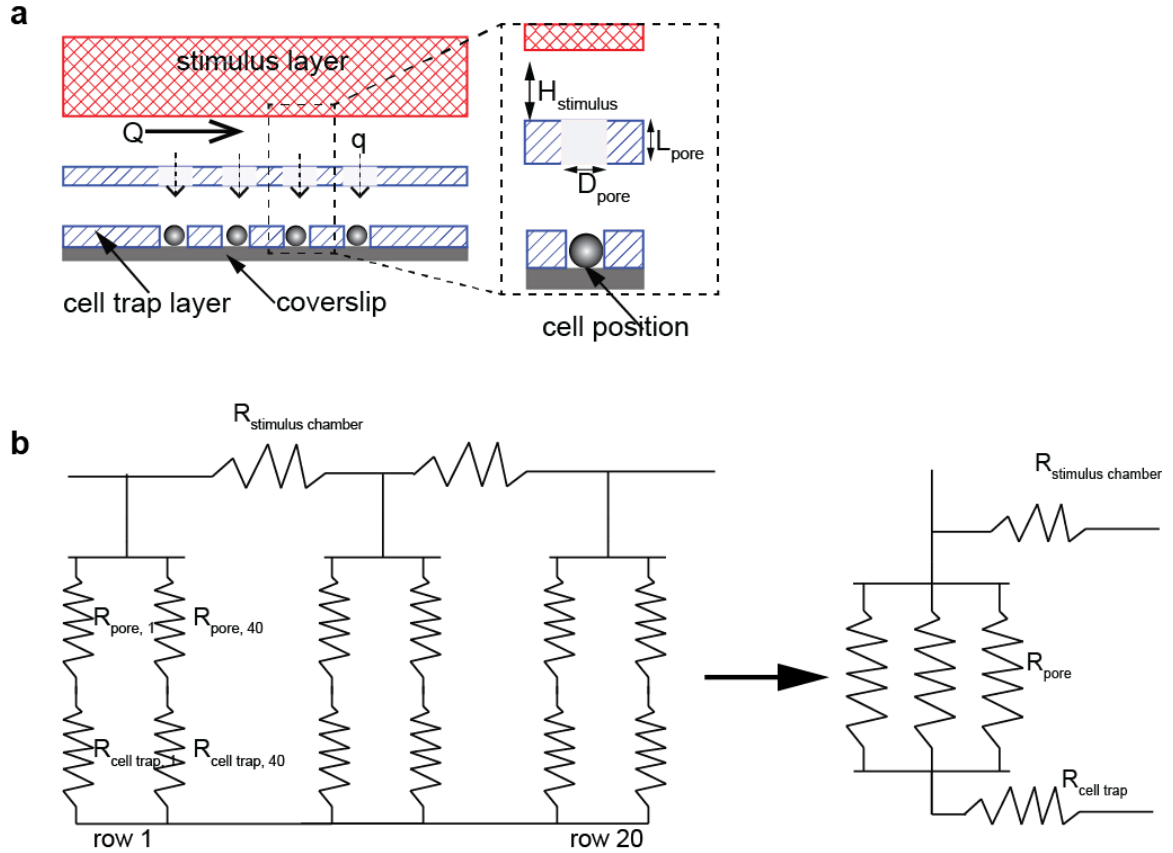 a
stimulus layer
Q
q
H stimulus
L pore
D pore
cell trap layer
coverslip
cell position
b
R stimulus chamber
R stimulus chamber
R pore, 1
R pore, 40
R pore
R cell trap, 1
R cell trap, 40
R cell trap
row 1
row 20